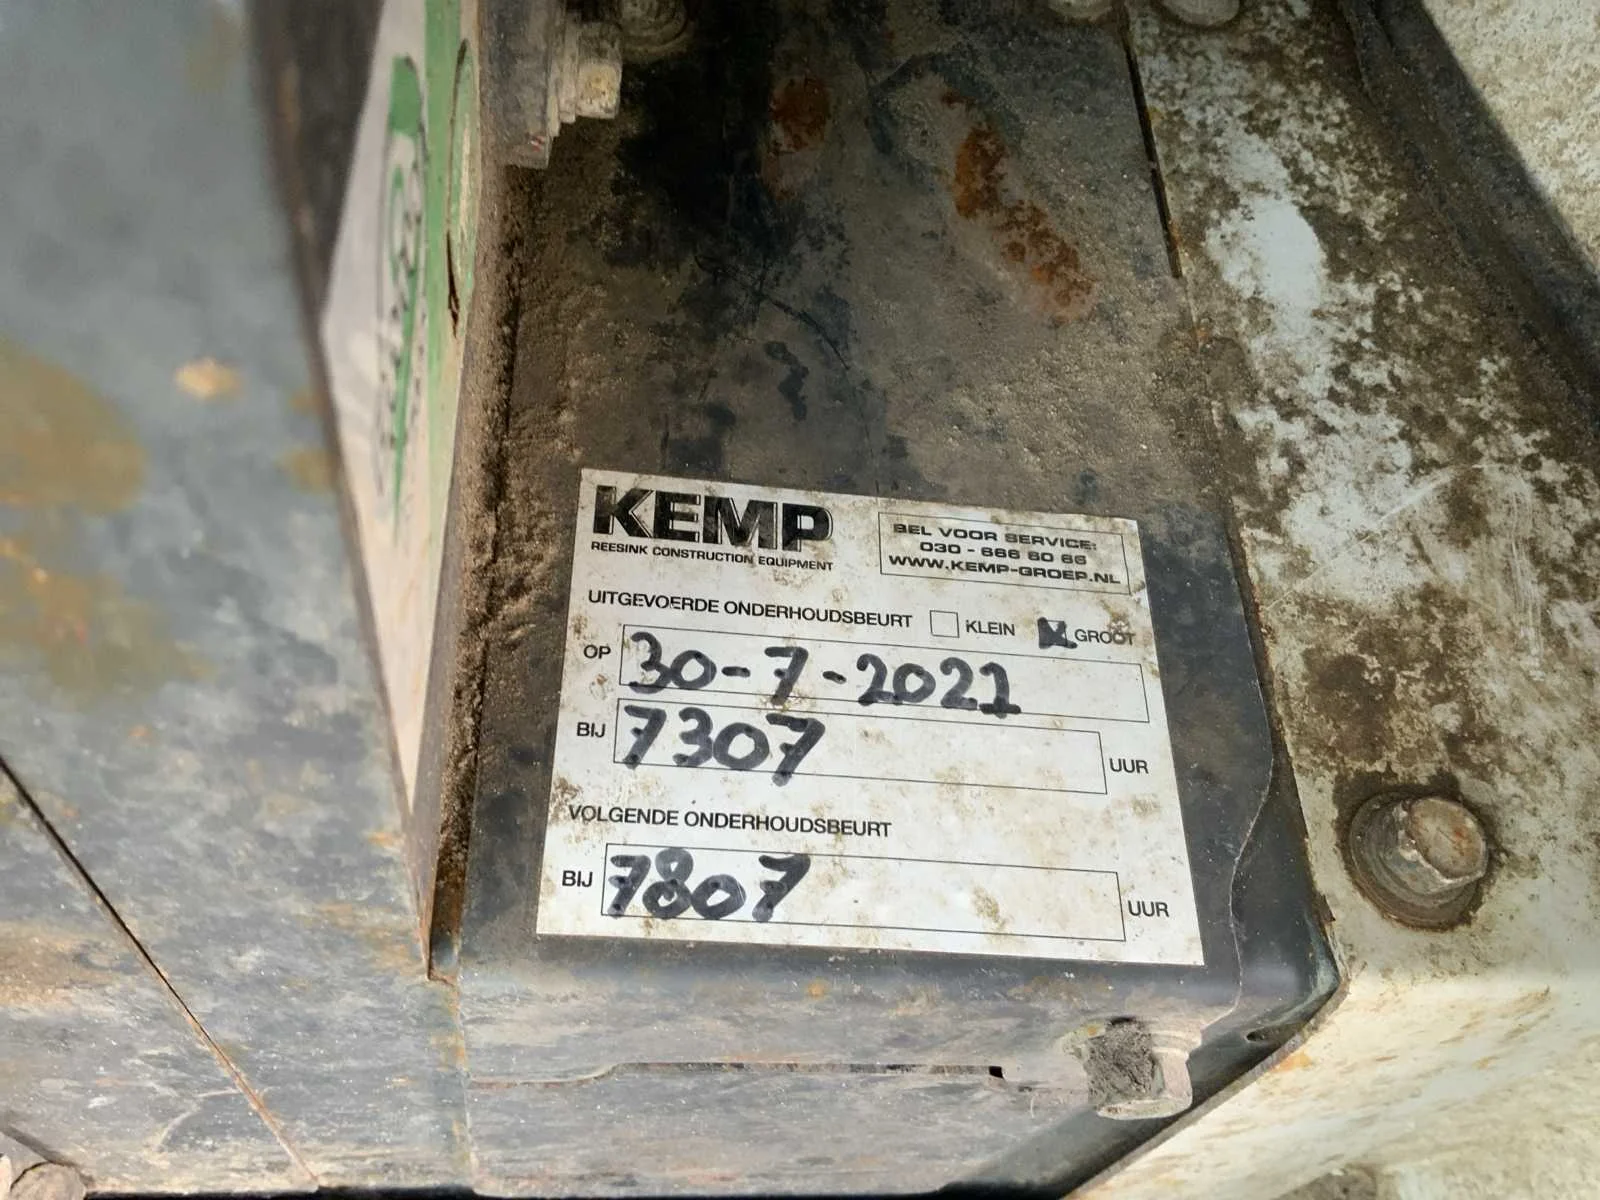 KEMP
REESINK CONSTRUCTION EQUIPMENT
BEL VOOR SERVICE:
030 - 666 60 66
WWW.KEMP-GROEP.NL
UITGEVOERDE ONDERHOUDSBEURT KLEIN GROOT
OP 30-7-2021
BIJ 7307 UUR
VOLGENDE ONDERHOUDSBEURT
BIJ 7807 UUR